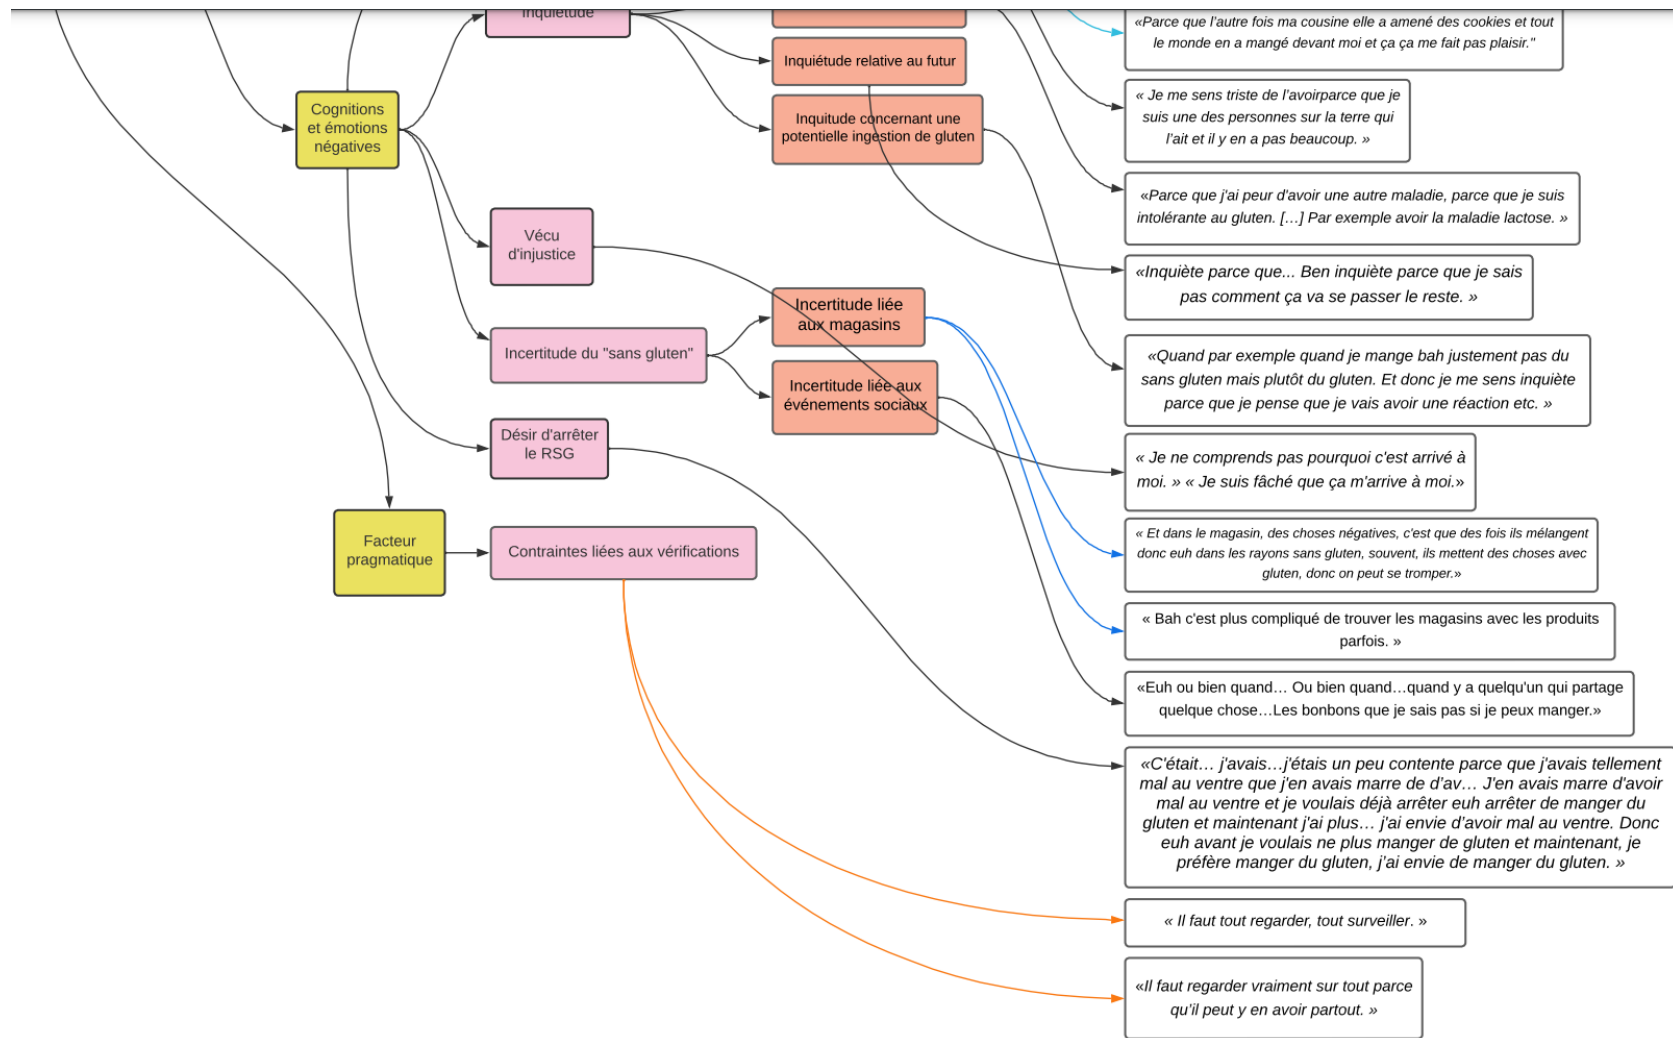 Inquiétude
Cognitions
et émotions
négatives
Vécu
d'injustice
Incertitude du "sans gluten"
Désir d'arrêter
le RSG
Facteur
pragmatique
Contraintes liées aux vérifications
Inquiétude relative au futur
Inquitude concernant une
potentielle ingestion de gluten
Incertitude liée
aux magasins
Incertitude liée aux
événements sociaux
«Parce que l'autre fois ma cousine elle a amené des cookies et tout
le monde en a mangé devant moi et ça ça me fait pas plaisir."
« Je me sens triste de l'avoirparce que je
suis une des personnes sur la terre qui
l'ait et il y en a pas beaucoup. »
«Parce que j'ai peur d'avoir une autre maladie, parce que je suis
intolérante au gluten. […] Par exemple avoir la maladie lactose. »
«Inquiète parce que... Ben inquiète parce que je sais
pas comment ça va se passer le reste. »
«Quand par exemple quand je mange bah justement pas du
sans gluten mais plutôt du gluten. Et donc je me sens inquiète
parce que je pense que je vais avoir une réaction etc. »
« Je ne comprends pas pourquoi c'est arrivé à
moi. » « Je suis fâché que ça m'arrive à moi.»
« Et dans le magasin, des choses négatives, c'est que des fois ils mélangent
donc euh dans les rayons sans gluten, souvent, ils mettent des choses avec
gluten, donc on peut se tromper.»
« Bah c'est plus compliqué de trouver les magasins avec les produits
parfois. »
«Euh ou bien quand… Ou bien quand…quand y a quelqu'un qui partage
quelque chose…Les bonbons que je sais pas si je peux manger.»
«C'était… j'avais…j'étais un peu contente parce que j'avais tellement
mal au ventre que j'en avais marre de d'av… J'en avais marre d'avoir
mal au ventre et je voulais déjà arrêter euh arrêter de manger du
gluten et maintenant j'ai plus… j'ai envie d'avoir mal au ventre. Donc
euh avant je voulais ne plus manger de gluten et maintenant, je
préfère manger du gluten, j'ai envie de manger du gluten. »
« Il faut tout regarder, tout surveiller. »
«Il faut regarder vraiment sur tout parce
qu'il peut y en avoir partout. »